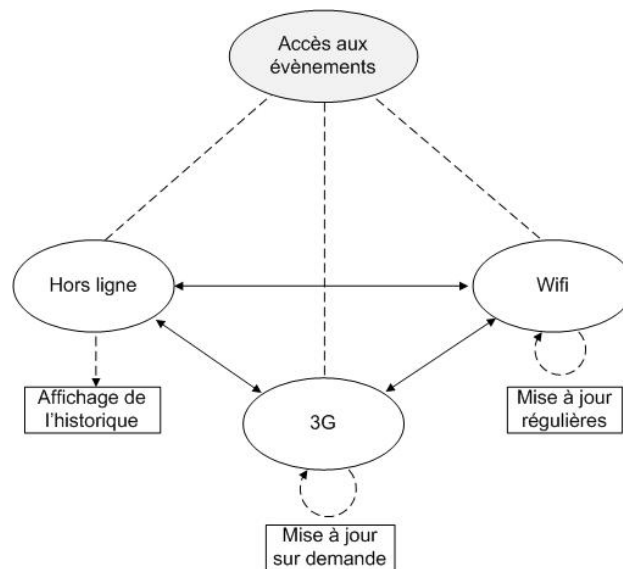 Accès aux
évènements
Hors ligne
Wifi
Affichage de
l'historique
3G
Mise à jour
régulières
Mise à jour
sur demande